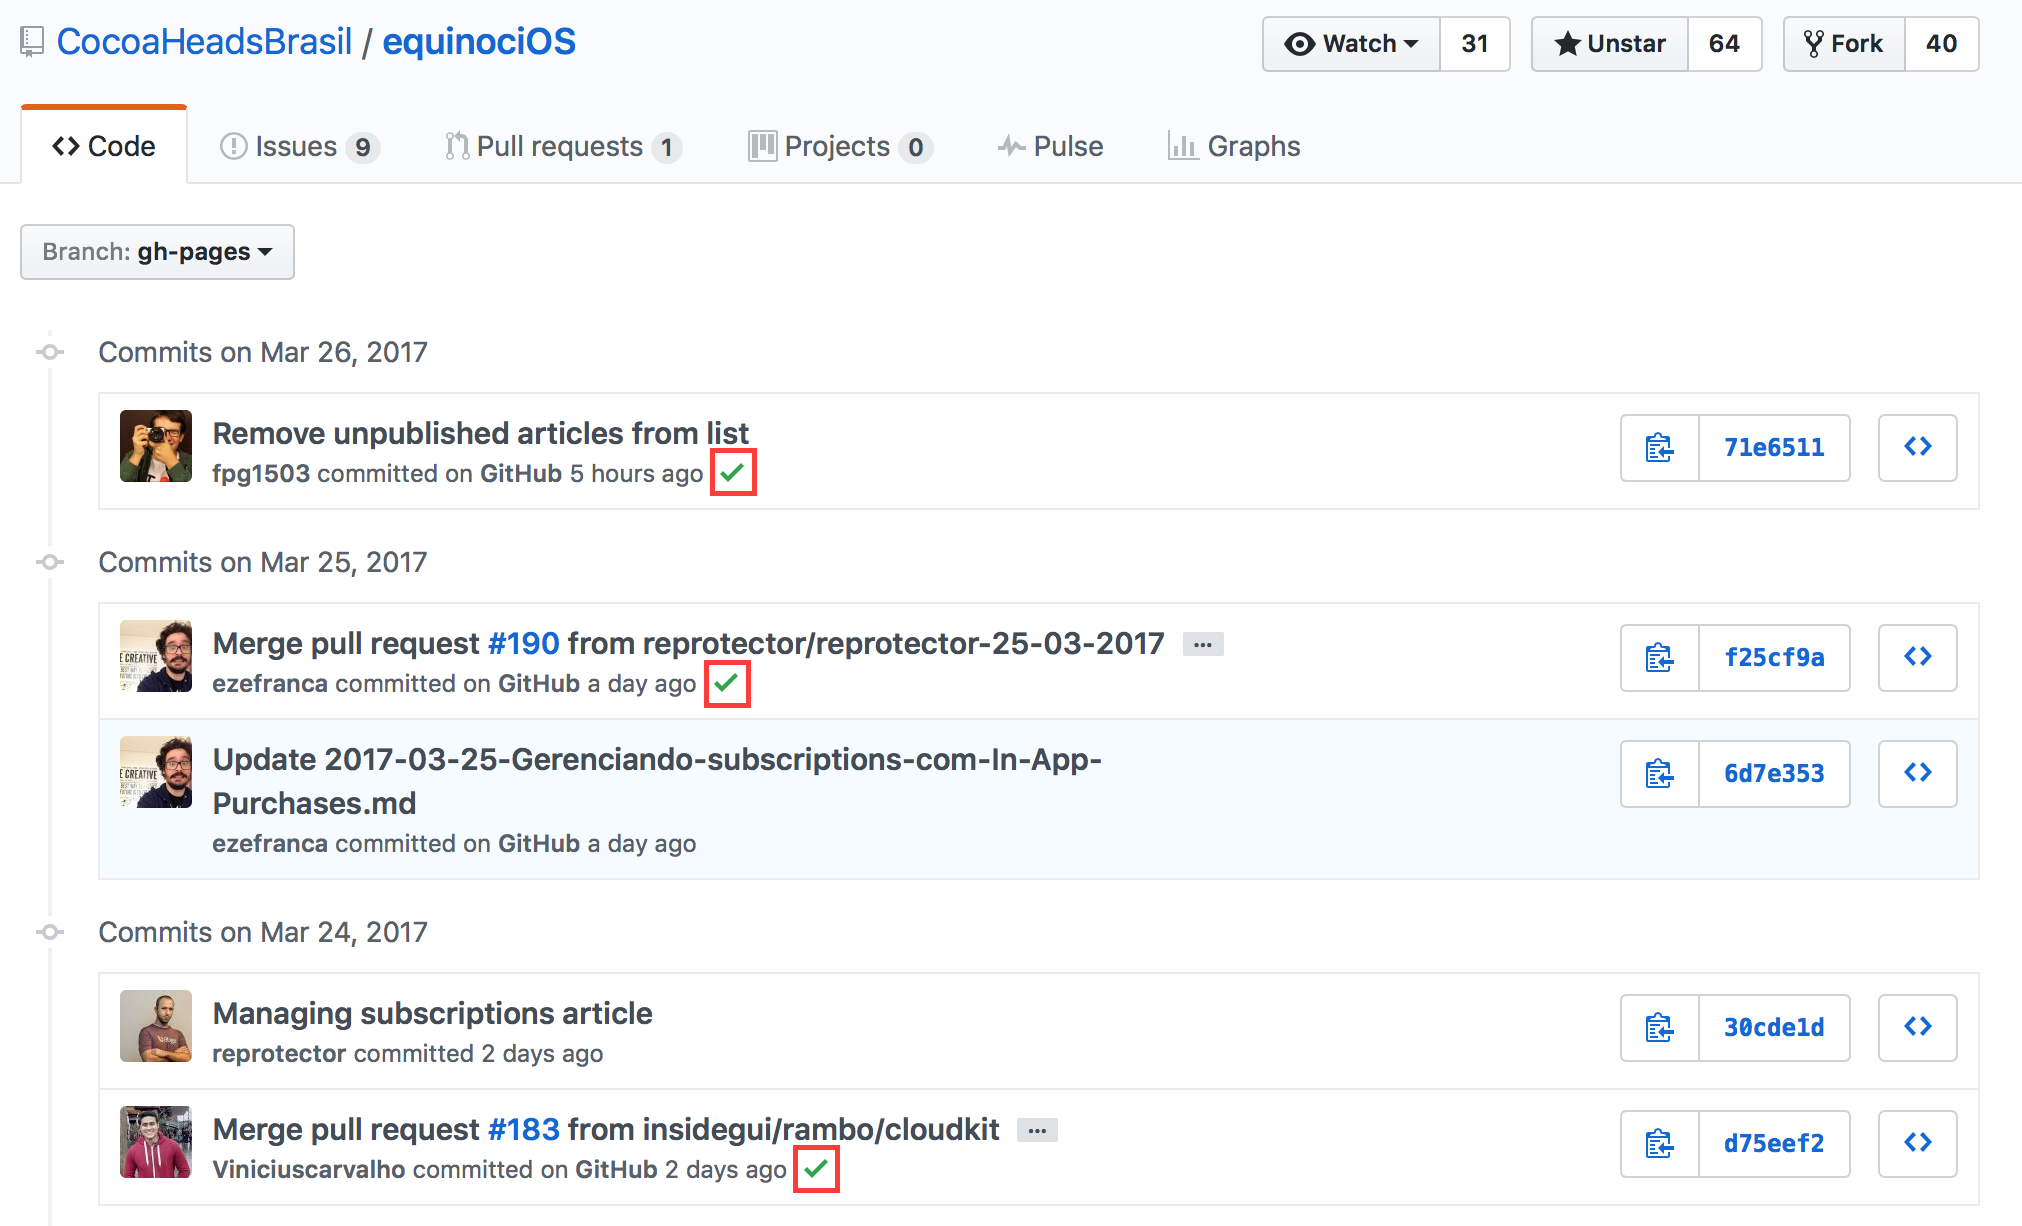 CocoaHeadsBrasil / equinociOS
Watch 31
Unstar 64
Fork 40
Code
Issues 9
Pull requests 1
Projects 0
Pulse
Graphs
Branch: gh-pages
Commits on Mar 26, 2017
Remove unpublished articles from list
fpg1503 committed on GitHub 5 hours ago
71e6511
Commits on Mar 25, 2017
Merge pull request #190 from reprotector/reprotector-25-03-2017 ...
ezefranca committed on GitHub a day ago
f25cf9a
Update 2017-03-25-Gerenciando-subscriptions-com-In-App-
Purchases.md
ezefranca committed on GitHub a day ago
6d7e353
Commits on Mar 24, 2017
Managing subscriptions article
reprotector committed 2 days ago
30cde1d
Merge pull request #183 from insidegui/rambo/cloudkit ...
Viniciuscarvalho committed on GitHub 2 days ago
d75eef2